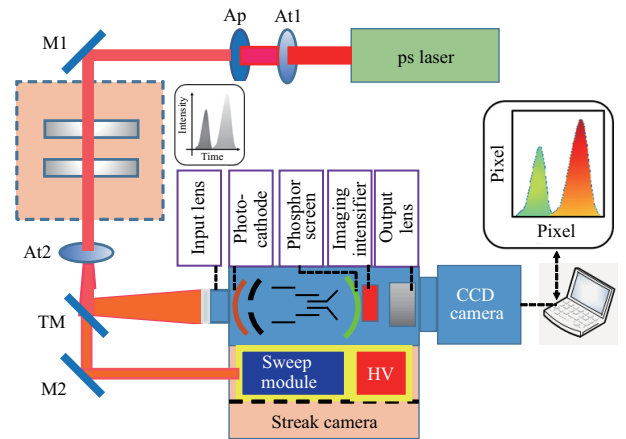 Ap
At1
M1
ps laser
Intensity
Time
Input lens
Photo-
cathode
Phosphor
screen
Imaging
intensifier
Output
lens
Pixel
Pixel
At2
TM
M2
CCD
camera
Sweep
module
HV
Streak camera